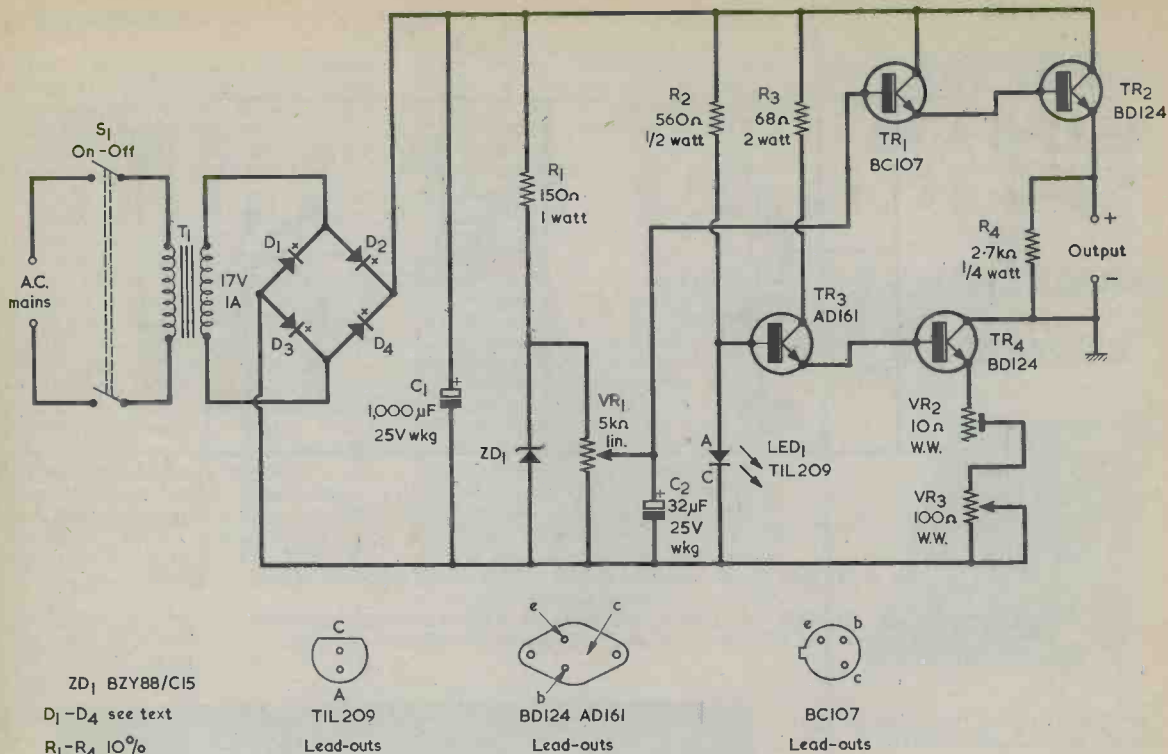 S1
On-Off
A.C.
mains
T1
17V
1A
D1
D2
D3
D4
C1
+
1,000µF
25V wkg
R1
150Ω
1 watt
ZD1
VR1
5kΩ
lin.
+
C2
32µF
25V
wkg
R2
560Ω
1/2 watt
R3
68Ω
2 watt
A
C
LED1
TIL209
TR1
BC107
TR2
BD124
TR3
AD161
TR4
BD124
R4
2·7kΩ
1/4 watt
+
Output
-
VR2
10Ω
W.W.
VR3
100Ω
W.W.
ZD1 BZY88/C15
D1-D4 see text
R1-R4 10%
C
A
TIL209
Lead-outs
e
c
b
BD124 AD161
Lead-outs
e
b
c
BC107
Lead-outs